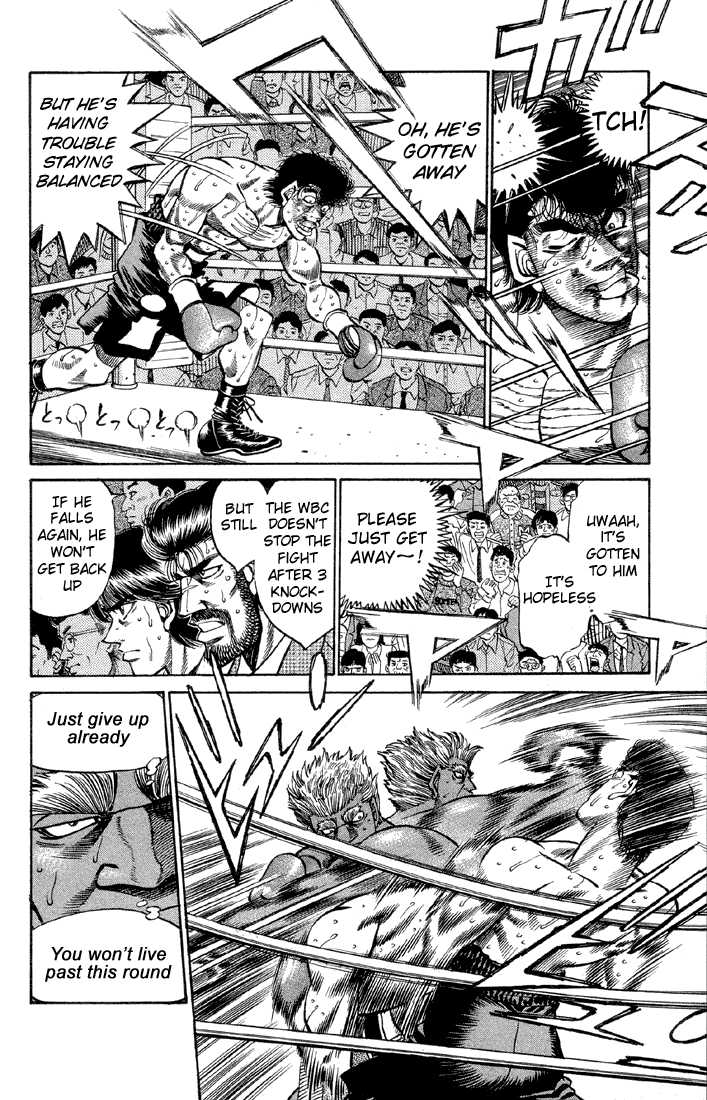 ガガ
TCH!
OH, HE'S
GOTTEN
AWAY
BUT HE'S
HAVING
TROUBLE
STAYING
BALANCED
とっ
とっ
とっ
UWAAH,
IT'S
GOTTEN
TO HIM
IT'S
HOPELESS
PLEASE
JUST GET
AWAY~!
THE WBC
DOESN'T
STOP THE
FIGHT
AFTER 3
KNOCK-
DOWNS
BUT
STILL
IF HE
FALLS
AGAIN, HE
WON'T
GET BACK
UP
Just give up
already
You won't live
past this round